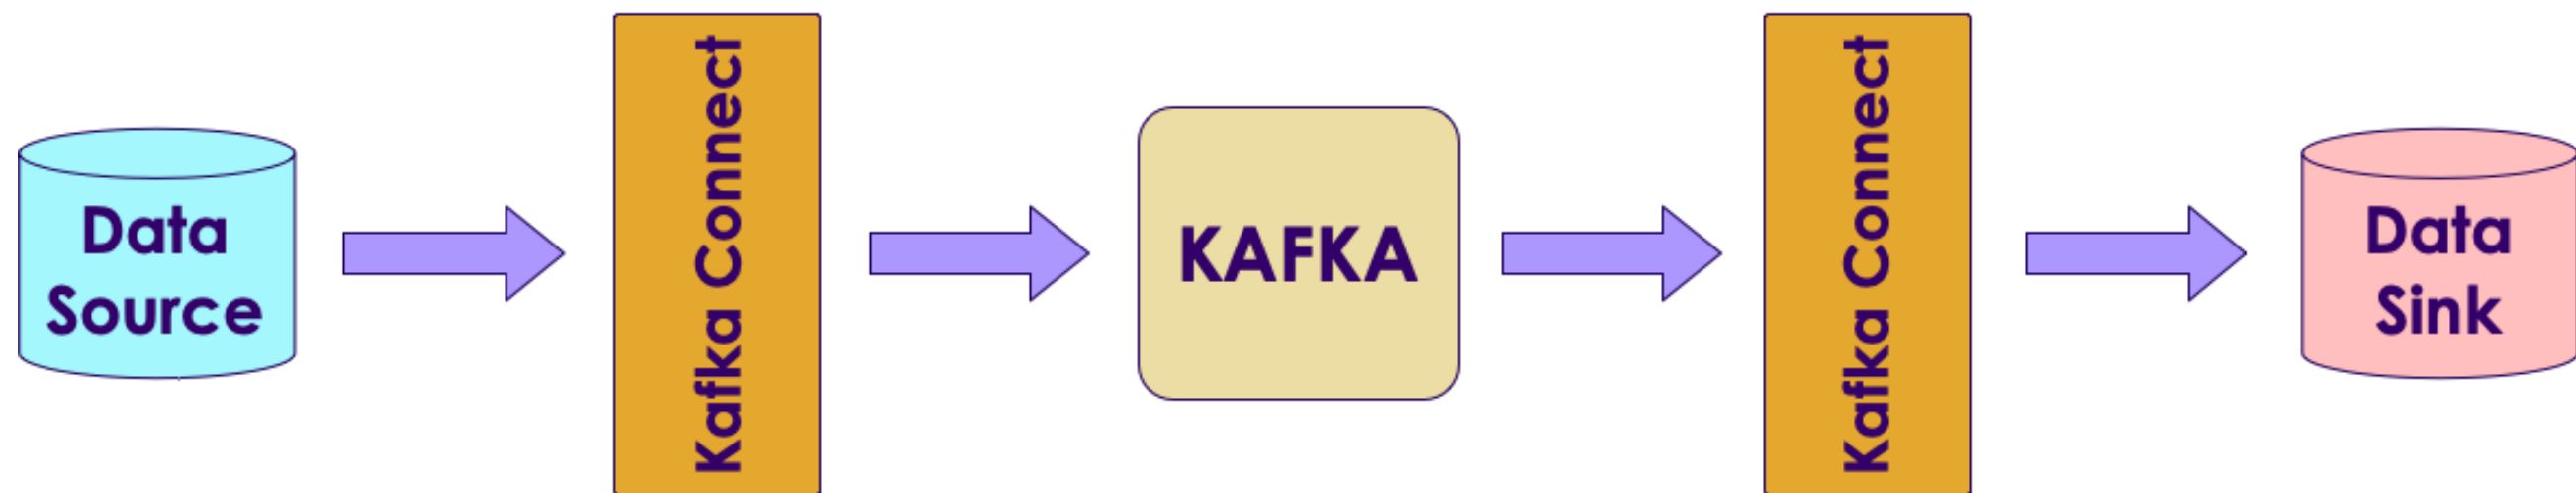 Data
Source
Kafka Connect
KAFKA
Kafka Connect
Data
Sink